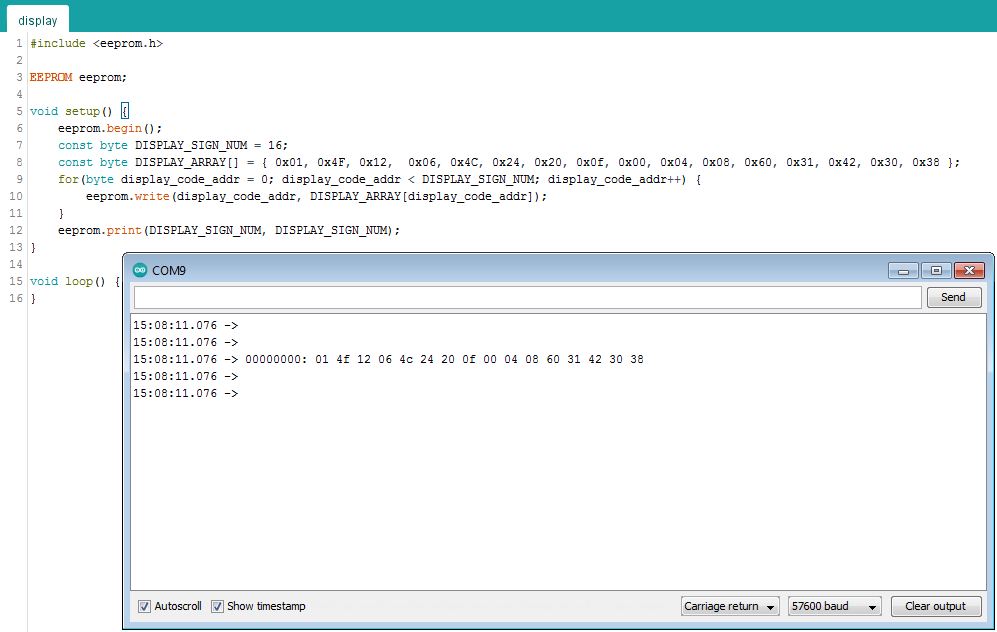 display
1 #include <eeprom.h>
2
3 EEPROM eeprom;
4
5 void setup() {
6 eeprom.begin();
7 const byte DISPLAY_SIGN_NUM = 16;
8 const byte DISPLAY_ARRAY[] = { 0x01, 0x4F, 0x12,  0x06, 0x4C, 0x24, 0x20, 0x0f, 0x00, 0x04, 0x08, 0x60, 0x31, 0x42, 0x30, 0x38 };
9 for(byte display_code_addr = 0; display_code_addr < DISPLAY_SIGN_NUM; display_code_addr++) {
10 eeprom.write(display_code_addr, DISPLAY_ARRAY[display_code_addr]);
11 }
12 eeprom.print(DISPLAY_SIGN_NUM, DISPLAY_SIGN_NUM);
13 }
14
15 void loop() {
16 }
COM9
Send
15:08:11.076 ->
15:08:11.076 ->
15:08:11.076 -> 00000000: 01 4f 12 06 4c 24 20 0f 00 04 08 60 31 42 30 38
15:08:11.076 ->
15:08:11.076 ->
Autoscroll Show timestamp Carriage return 57600 baud Clear output